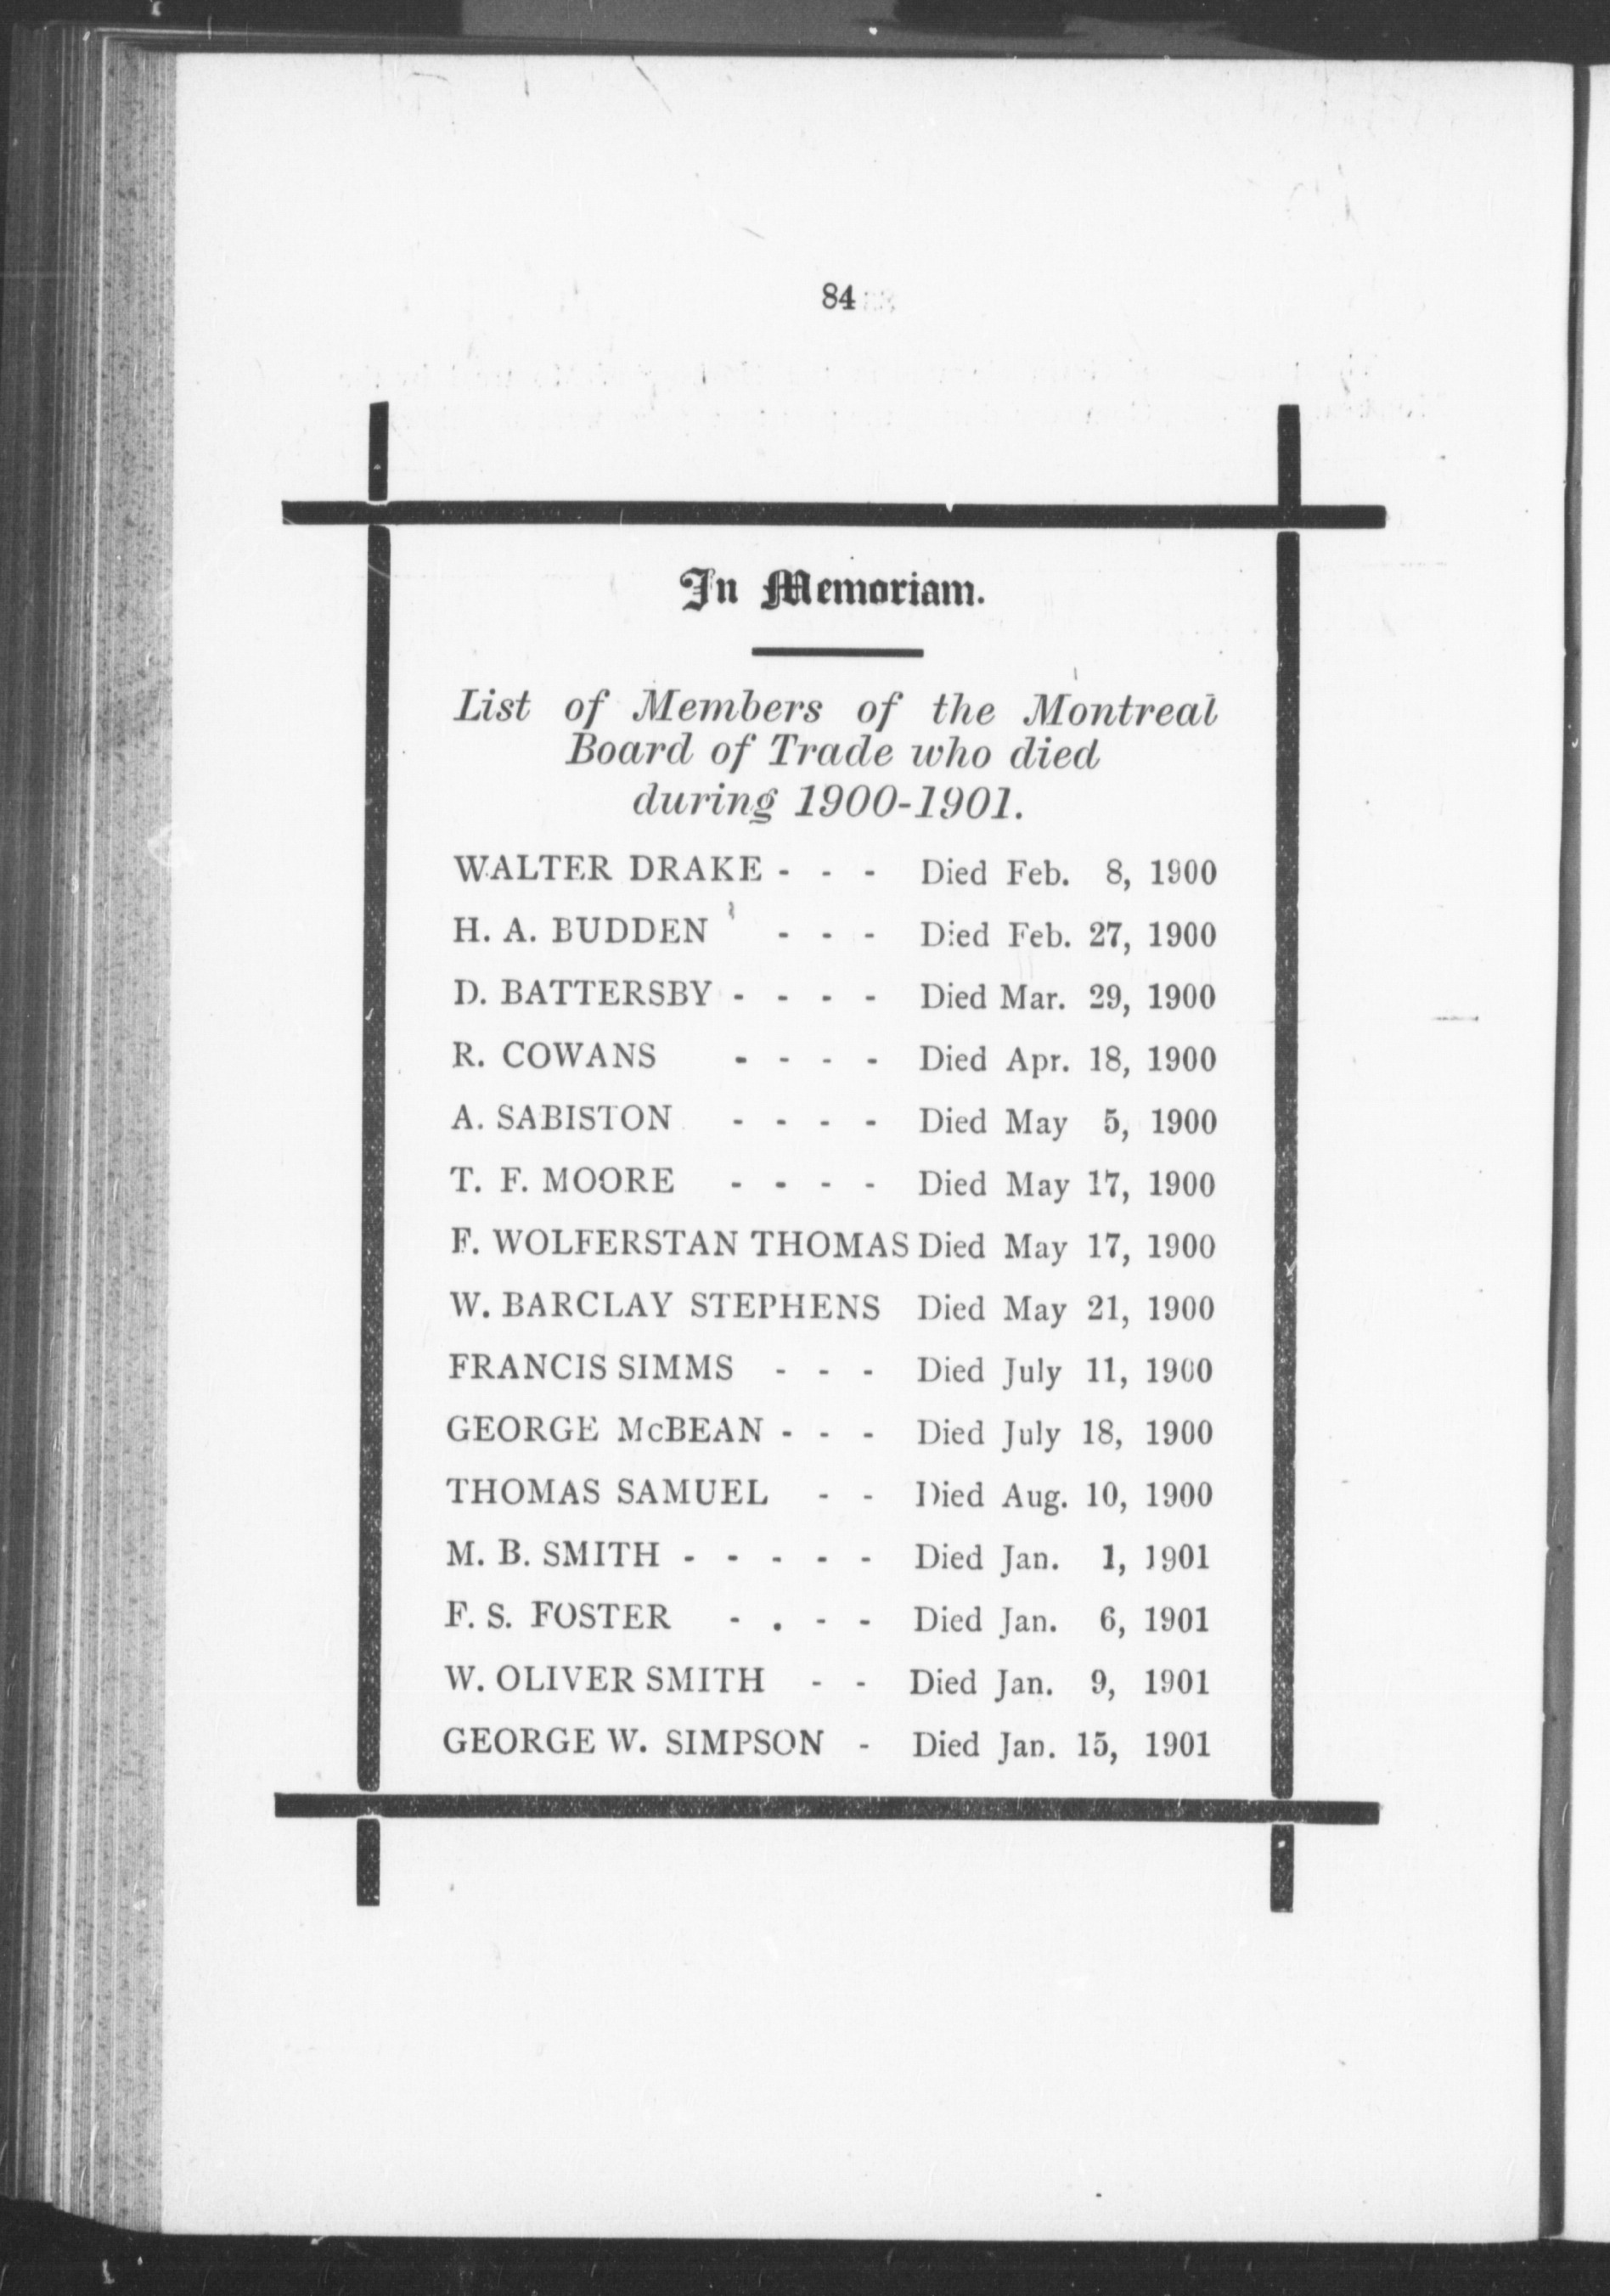 84
In Memoriam.
List of Members of the Montreal
Board of Trade who died
during 1900-1901.
WALTER DRAKE - - - Died Feb. 8, 1900
H. A. BUDDEN - - - Died Feb. 27, 1900
D. BATTERSBY - - - - Died Mar. 29, 1900
R. COWANS - - - - Died Apr. 18, 1900
A. SABISTON - - - - Died May 5, 1900
T. F. MOORE - - - - Died May 17, 1900
F. WOLFERSTAN THOMAS Died May 17, 1900
W. BARCLAY STEPHENS Died May 21, 1900
FRANCIS SIMMS - - - Died July 11, 1900
GEORGE McBEAN - - - Died July 18, 1900
THOMAS SAMUEL - - Died Aug. 10, 1900
M. B. SMITH - - - - - Died Jan. 1, 1901
F. S. FOSTER - . - - Died Jan. 6, 1901
W. OLIVER SMITH - - Died Jan. 9, 1901
GEORGE W. SIMPSON - Died Jan. 15, 1901